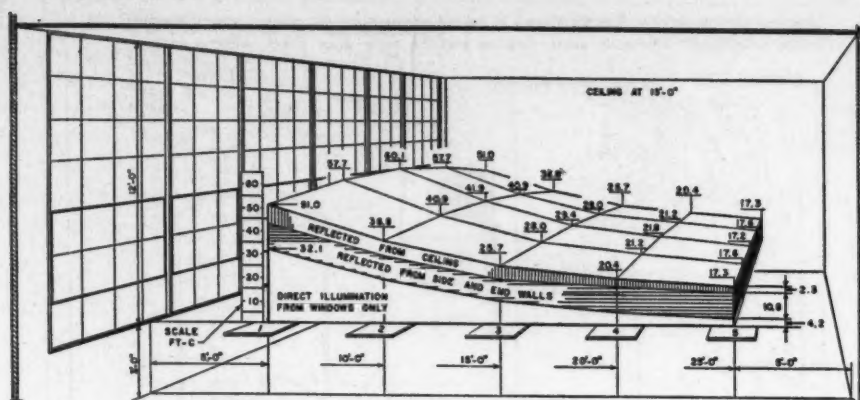 CEILING AT 13'-0"
12'-0"
60.1
57.7 57.7 51.0
60
50
40
30
20
10
51.0
40.9 41.9 40.9
38.8 29.0 29.4 29.0 25.7
25.7 21.2 21.8 21.2 20.4
20.4 17.3 17.6 17.2 17.6 17.3
REFLECTED FROM CEILING
32.1
REFLECTED FROM SIDE AND END WALLS
DIRECT ILLUMINATION
FROM WINDOWS ONLY
2.3
10.9
4.2
SCALE
FT-C
1 2 3 4 5
5'-0" 10'-0" 15'-0" 20'-0" 25'-0" 5'-0"